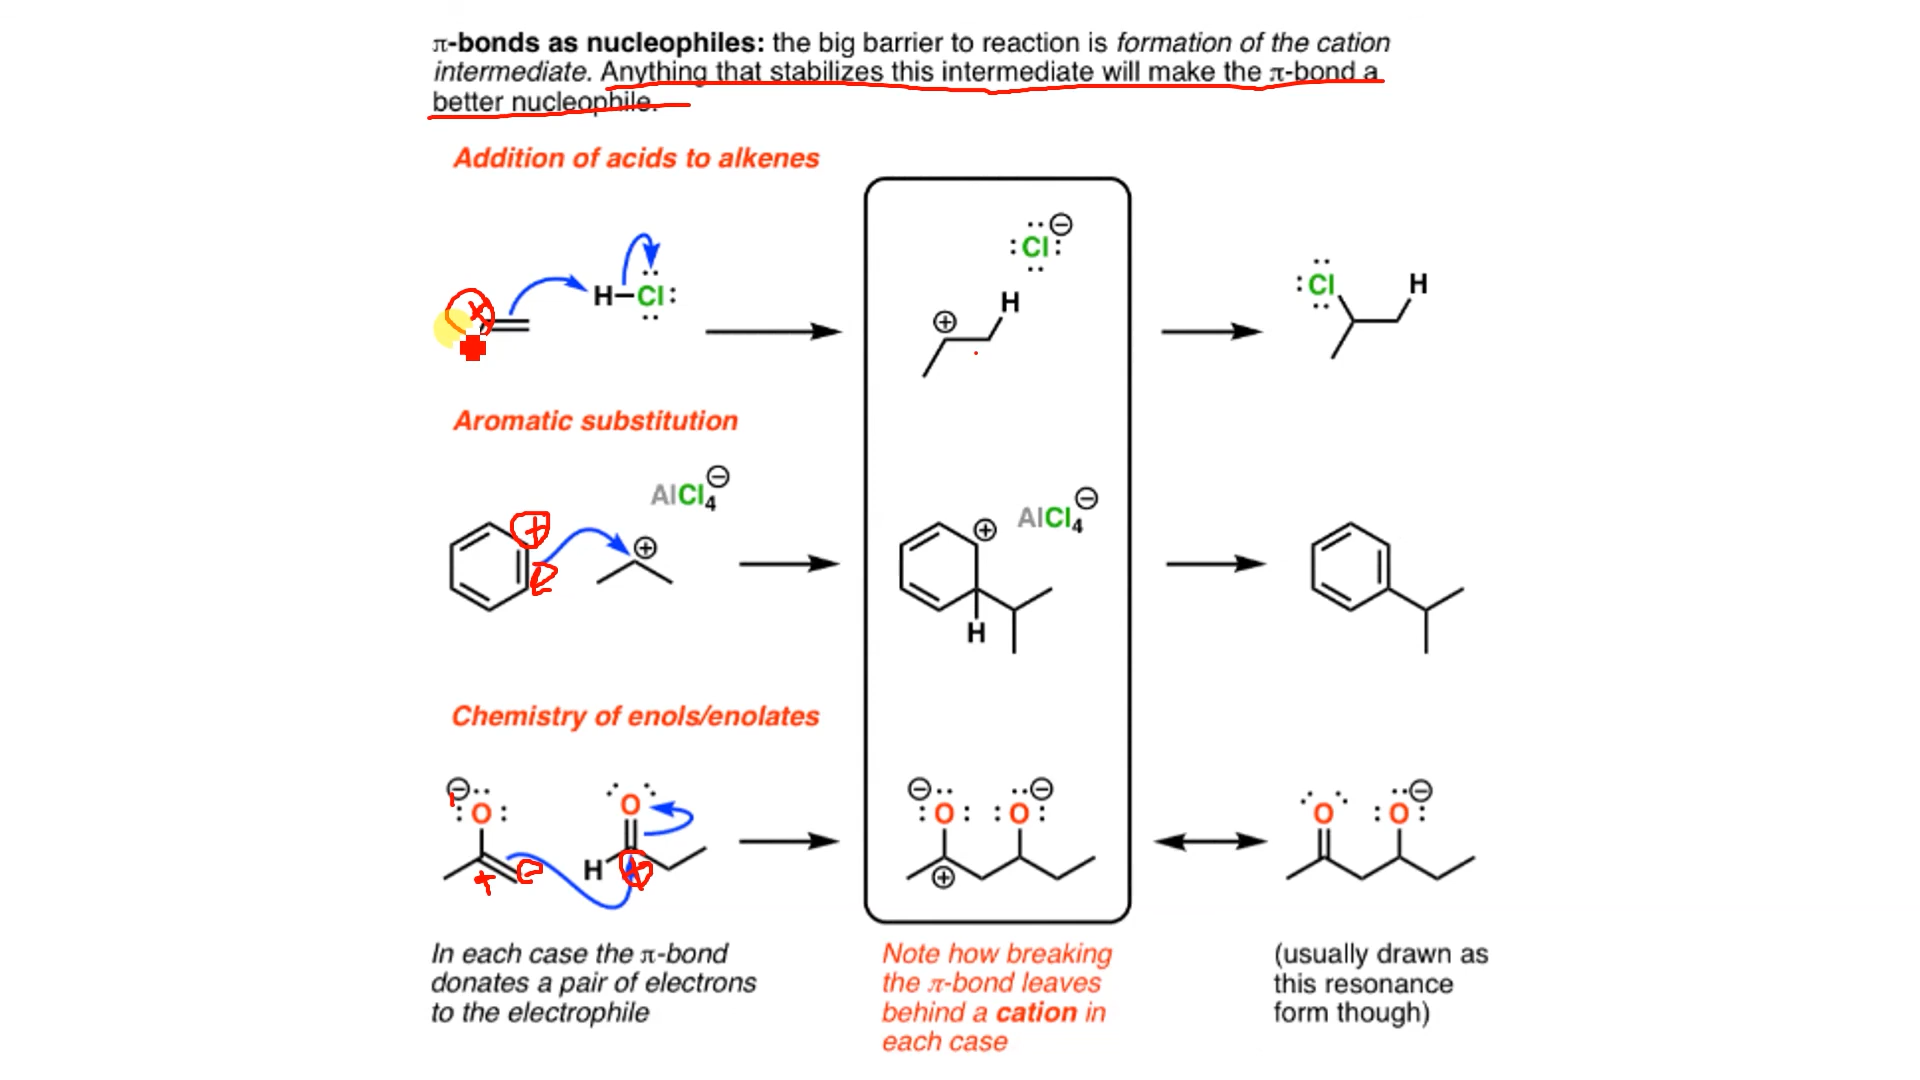 π-bonds as nucleophiles: the big barrier to reaction is formation of the cation
intermediate. Anything that stabilizes this intermediate will make the π-bond a
better nucleophile.
Addition of acids to alkenes
:Cl: ⊖
H–Cl:
⊕
H
:Cl
H
Aromatic substitution
AlCl4 ⊖
+
⊕
⊕
AlCl4 ⊖
H
Chemistry of enols/enolates
⊖
:O:
O
H
+
−
+
⊖
:O:
⊖
:O:
⊕
O
⊖
:O:
In each case the π-bond
donates a pair of electrons
to the electrophile
Note how breaking
the π-bond leaves
behind a cation in
each case
(usually drawn as
this resonance
form though)